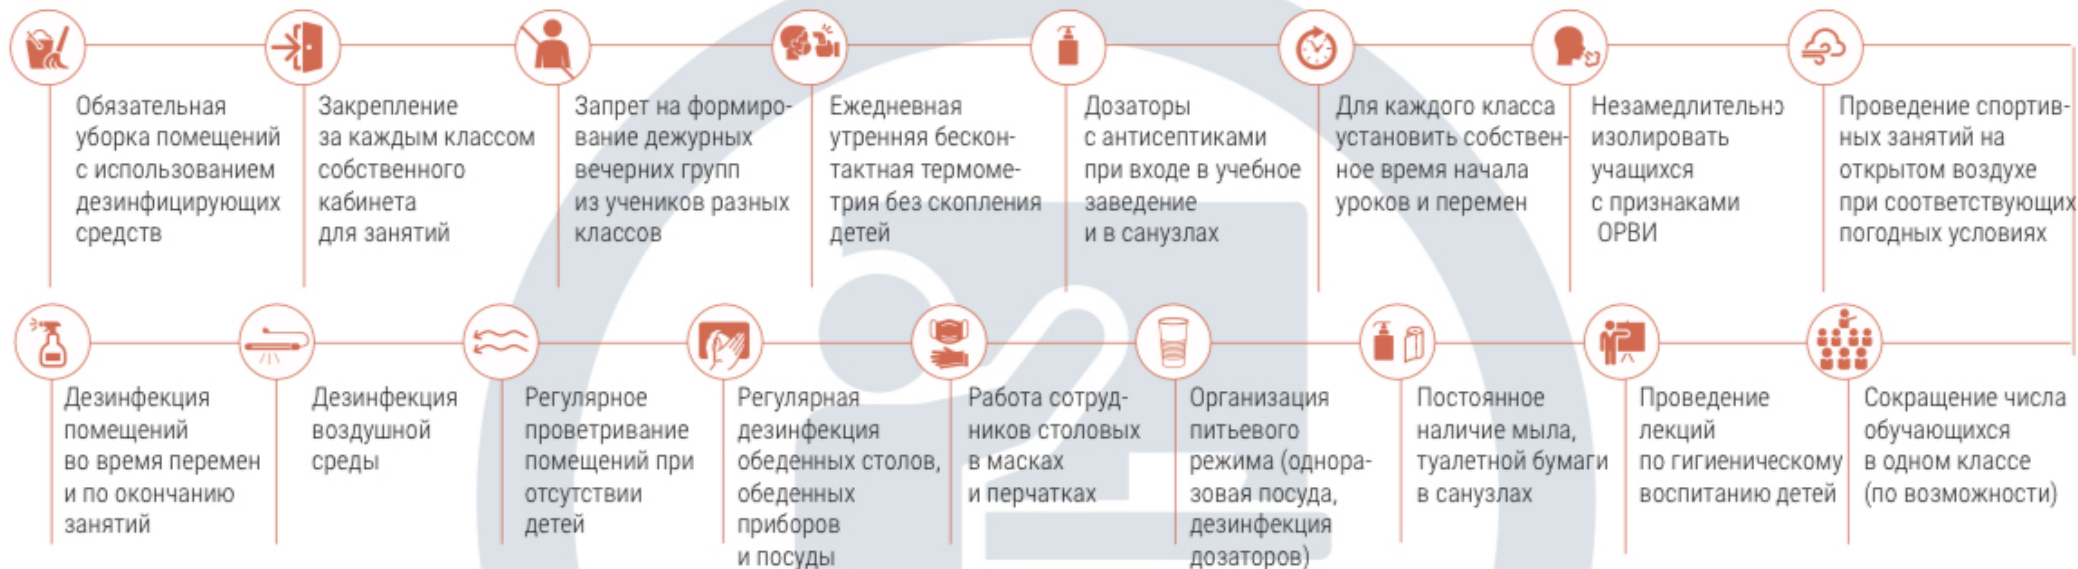 Обязательная
уборка помещений
с использованием
дезинфицирующих
средств
Закрепление
за каждым классом
собственного
кабинета
для занятий
Запрет на формиро-
вание дежурных
вечерних групп
из учеников разных
классов
Ежедневная
утренняя бескон-
тактная термоме-
трия без скопления
детей
Дозаторы
с антисептиками
при входе в учебное
заведение
и в санузлах
Для каждого класса
установить собствен-
ное время начала
уроков и перемен
Незамедлительно
изолировать
учащихся
с признаками
ОРВИ
Проведение спортив-
ных занятий на
открытом воздухе
при соответствующих
погодных условиях
Дезинфекция
помещений
во время перемен
и по окончанию
занятий
Дезинфекция
воздушной
среды
Регулярное
проветривание
помещений при
отсутствии
детей
Регулярная
дезинфекция
обеденных столов,
обеденных
приборов
и посуды
Работа сотруд-
ников столовых
в масках
и перчатках
Организация
питьевого
режима (однора-
зовая посуда,
дезинфекция
дозаторов)
Постоянное
наличие мыла,
туалетной бумаги
в санузлах
Проведение
лекций
по гигиеническому
воспитанию детей
Сокращение числа
обучающихся
в одном классе
(по возможности)